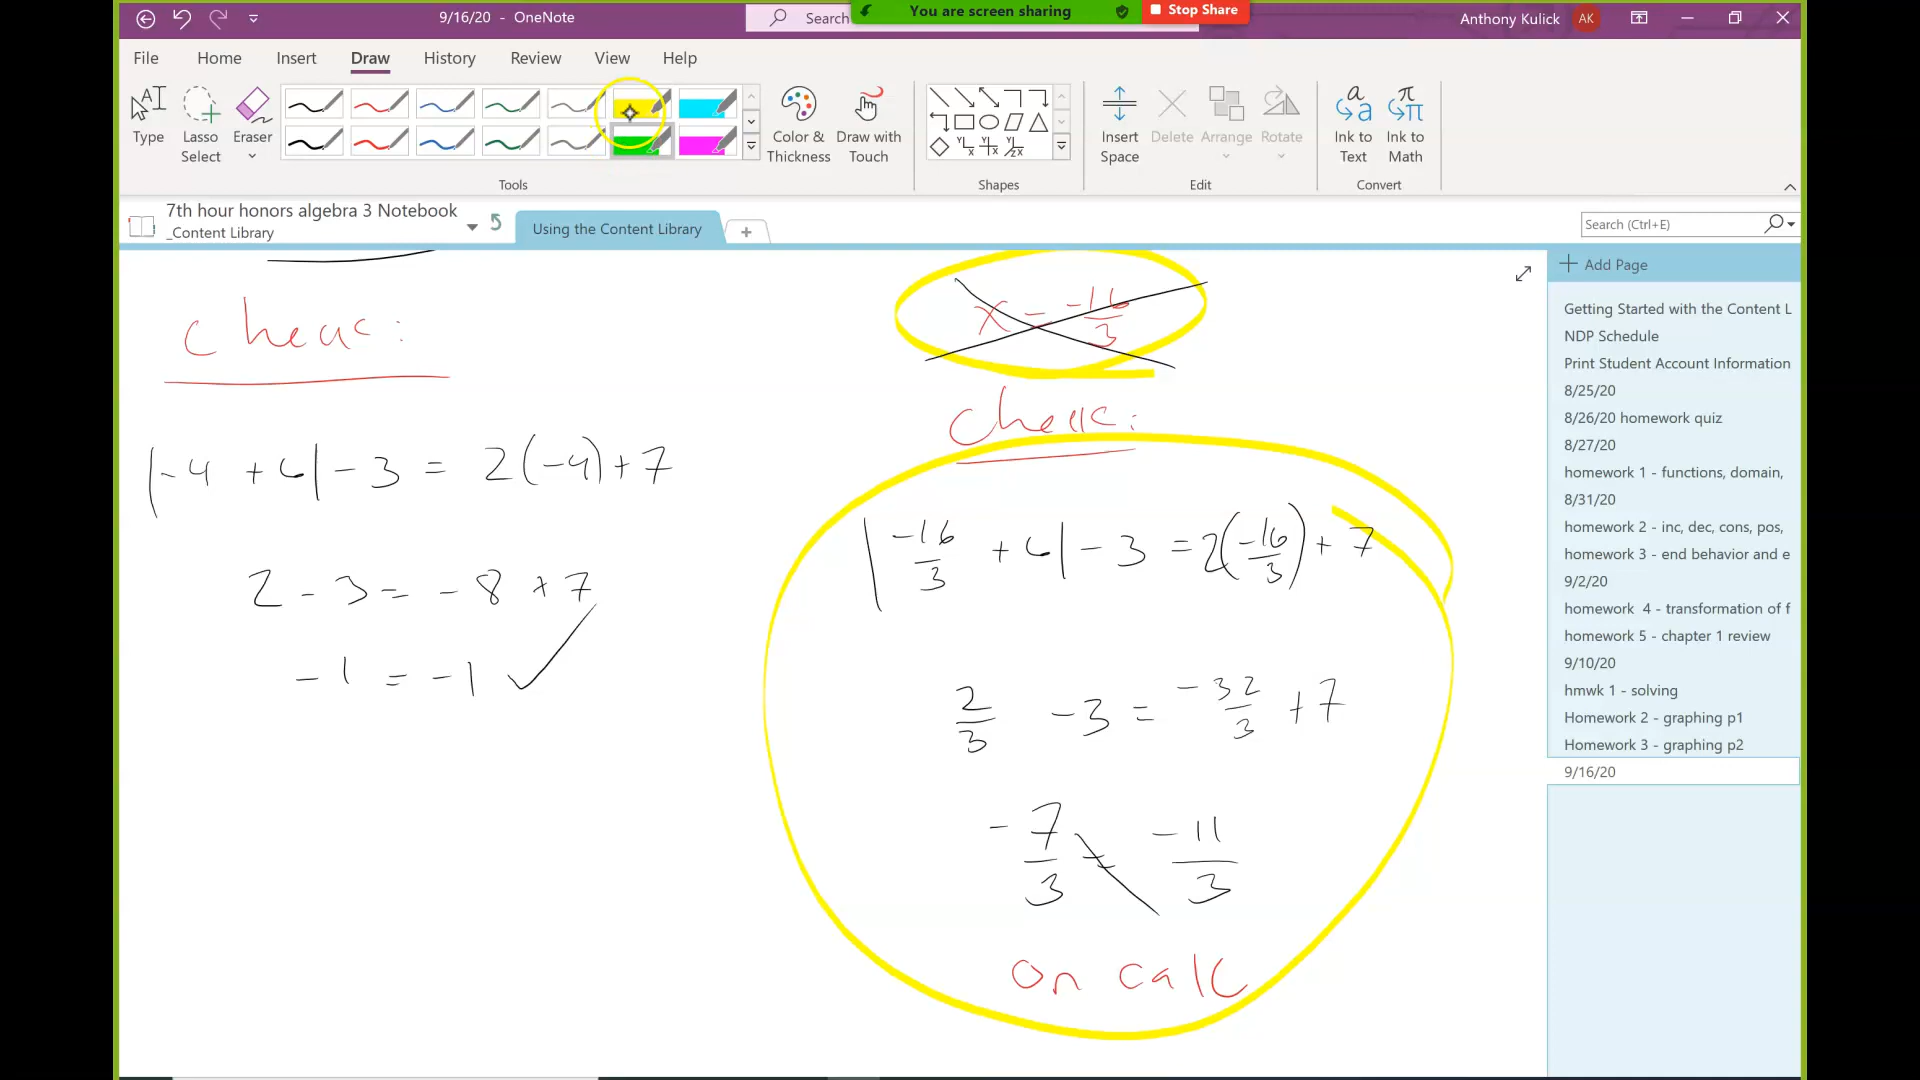 9/16/20 - OneNote
Search
You are screen sharing
Stop Share
Anthony Kulick
AK
File Home Insert Draw History Review View Help
Type
Lasso Select
Eraser
Color & Thickness
Draw with Touch
Insert Space
Delete
Arrange
Rotate
Ink to Text
Ink to Math
Tools
Shapes
Edit
Convert
7th hour honors algebra 3 Notebook
_Content Library
Using the Content Library
Search (Ctrl+E)
check:
|-4 + 6| - 3 = 2(-4) + 7
2 - 3 = -8 + 7
-1 = -1 ✓
x = -16/3
check:
|-16/3 + 6| - 3 = 2(-16/3) + 7
2/3 - 3 = -32/3 + 7
-7/3 = -11/3
on calc
Add Page
Getting Started with the Content L
NDP Schedule
Print Student Account Information
8/25/20
8/26/20 homework quiz
8/27/20
homework 1 - functions, domain,
8/31/20
homework 2 - inc, dec, cons, pos,
homework 3 - end behavior and e
9/2/20
homework 4 - transformation of f
homework 5 - chapter 1 review
9/10/20
hmwk 1 - solving
Homework 2 - graphing p1
Homework 3 - graphing p2
9/16/20